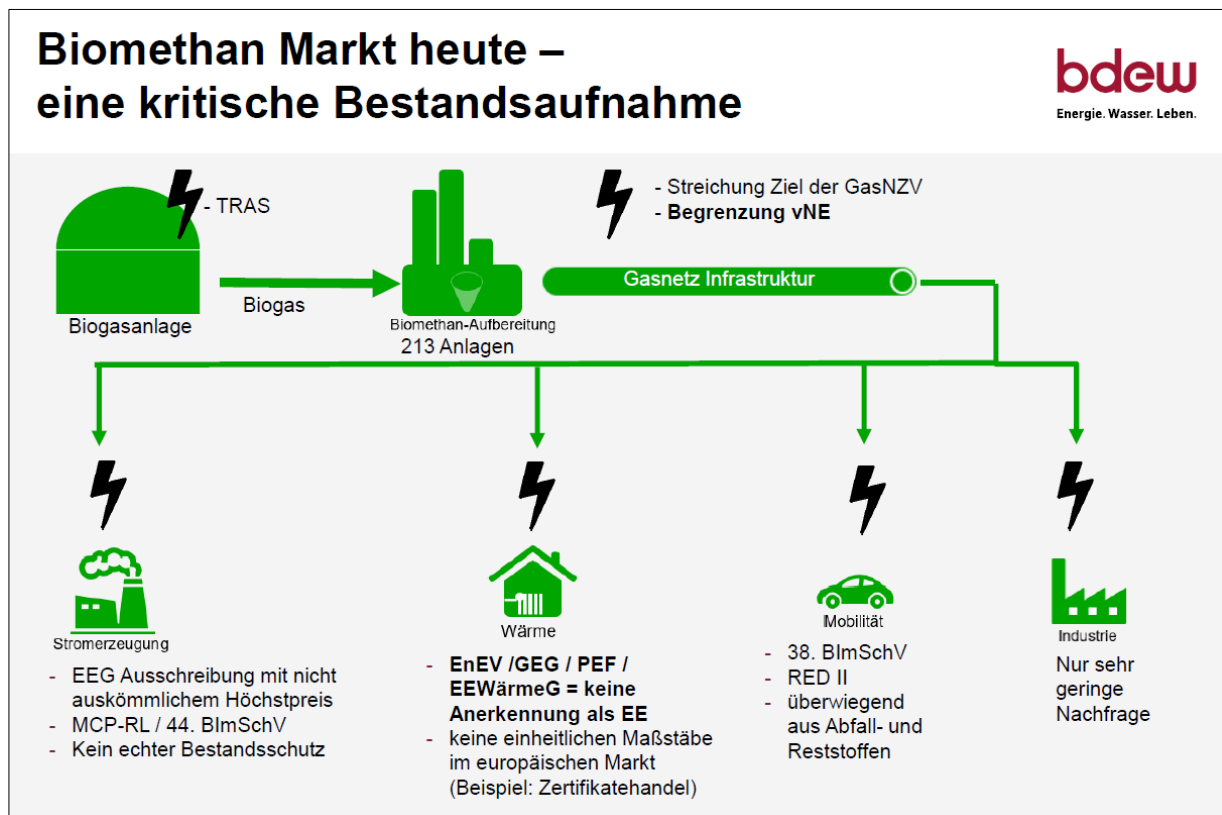 Biomethan Markt heute –
eine kritische Bestandsaufnahme
bdew
Energie. Wasser. Leben.
- TRAS
- Streichung Ziel der GasNZV
- Begrenzung vNE
Gasnetz Infrastruktur
Biogas
Biogasanlage
Biomethan-Aufbereitung
213 Anlagen
Stromerzeugung
- EEG Ausschreibung mit nicht
auskömmlichem Höchstpreis
- MCP-RL / 44. BImSchV
- Kein echter Bestandsschutz
Wärme
- EnEV /GEG / PEF /
EEWärmeG = keine
Anerkennung als EE
- keine einheitlichen Maßstäbe
im europäischen Markt
(Beispiel: Zertifikatehandel)
Mobilität
- 38. BImSchV
- RED II
- überwiegend
aus Abfall- und
Reststoffen
Industrie
Nur sehr
geringe
Nachfrage